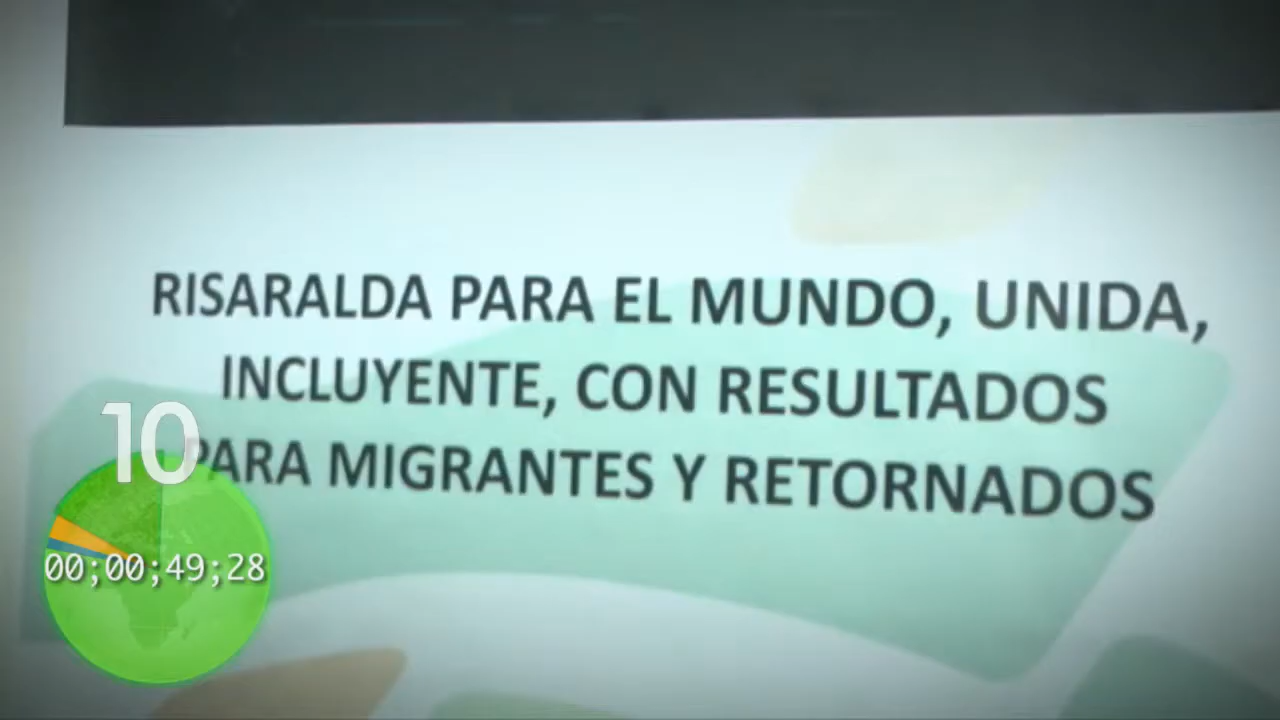 RISARALDA PARA EL MUNDO, UNIDA,
INCLUYENTE, CON RESULTADOS
PARA MIGRANTES Y RETORNADOS
10
00;00;49;28